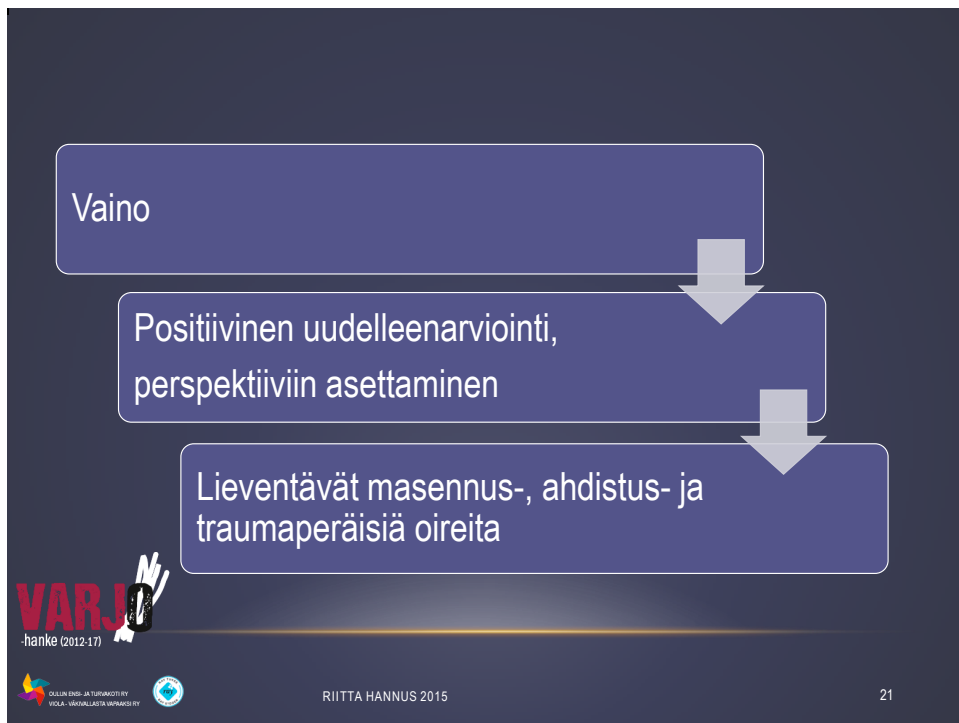 Vaino
Positiivinen uudelleenarviointi,
perspektiiviin asettaminen
Lieventävät masennus-, ahdistus- ja
traumaperäisiä oireita
VARJO
-hanke (2012-17)
OULUN ENSI- JA TURVAKOTI RY
VIOLA - VÄKIVALLASTA VAPAAKSI RY
RIITTA HANNUS 2015
21